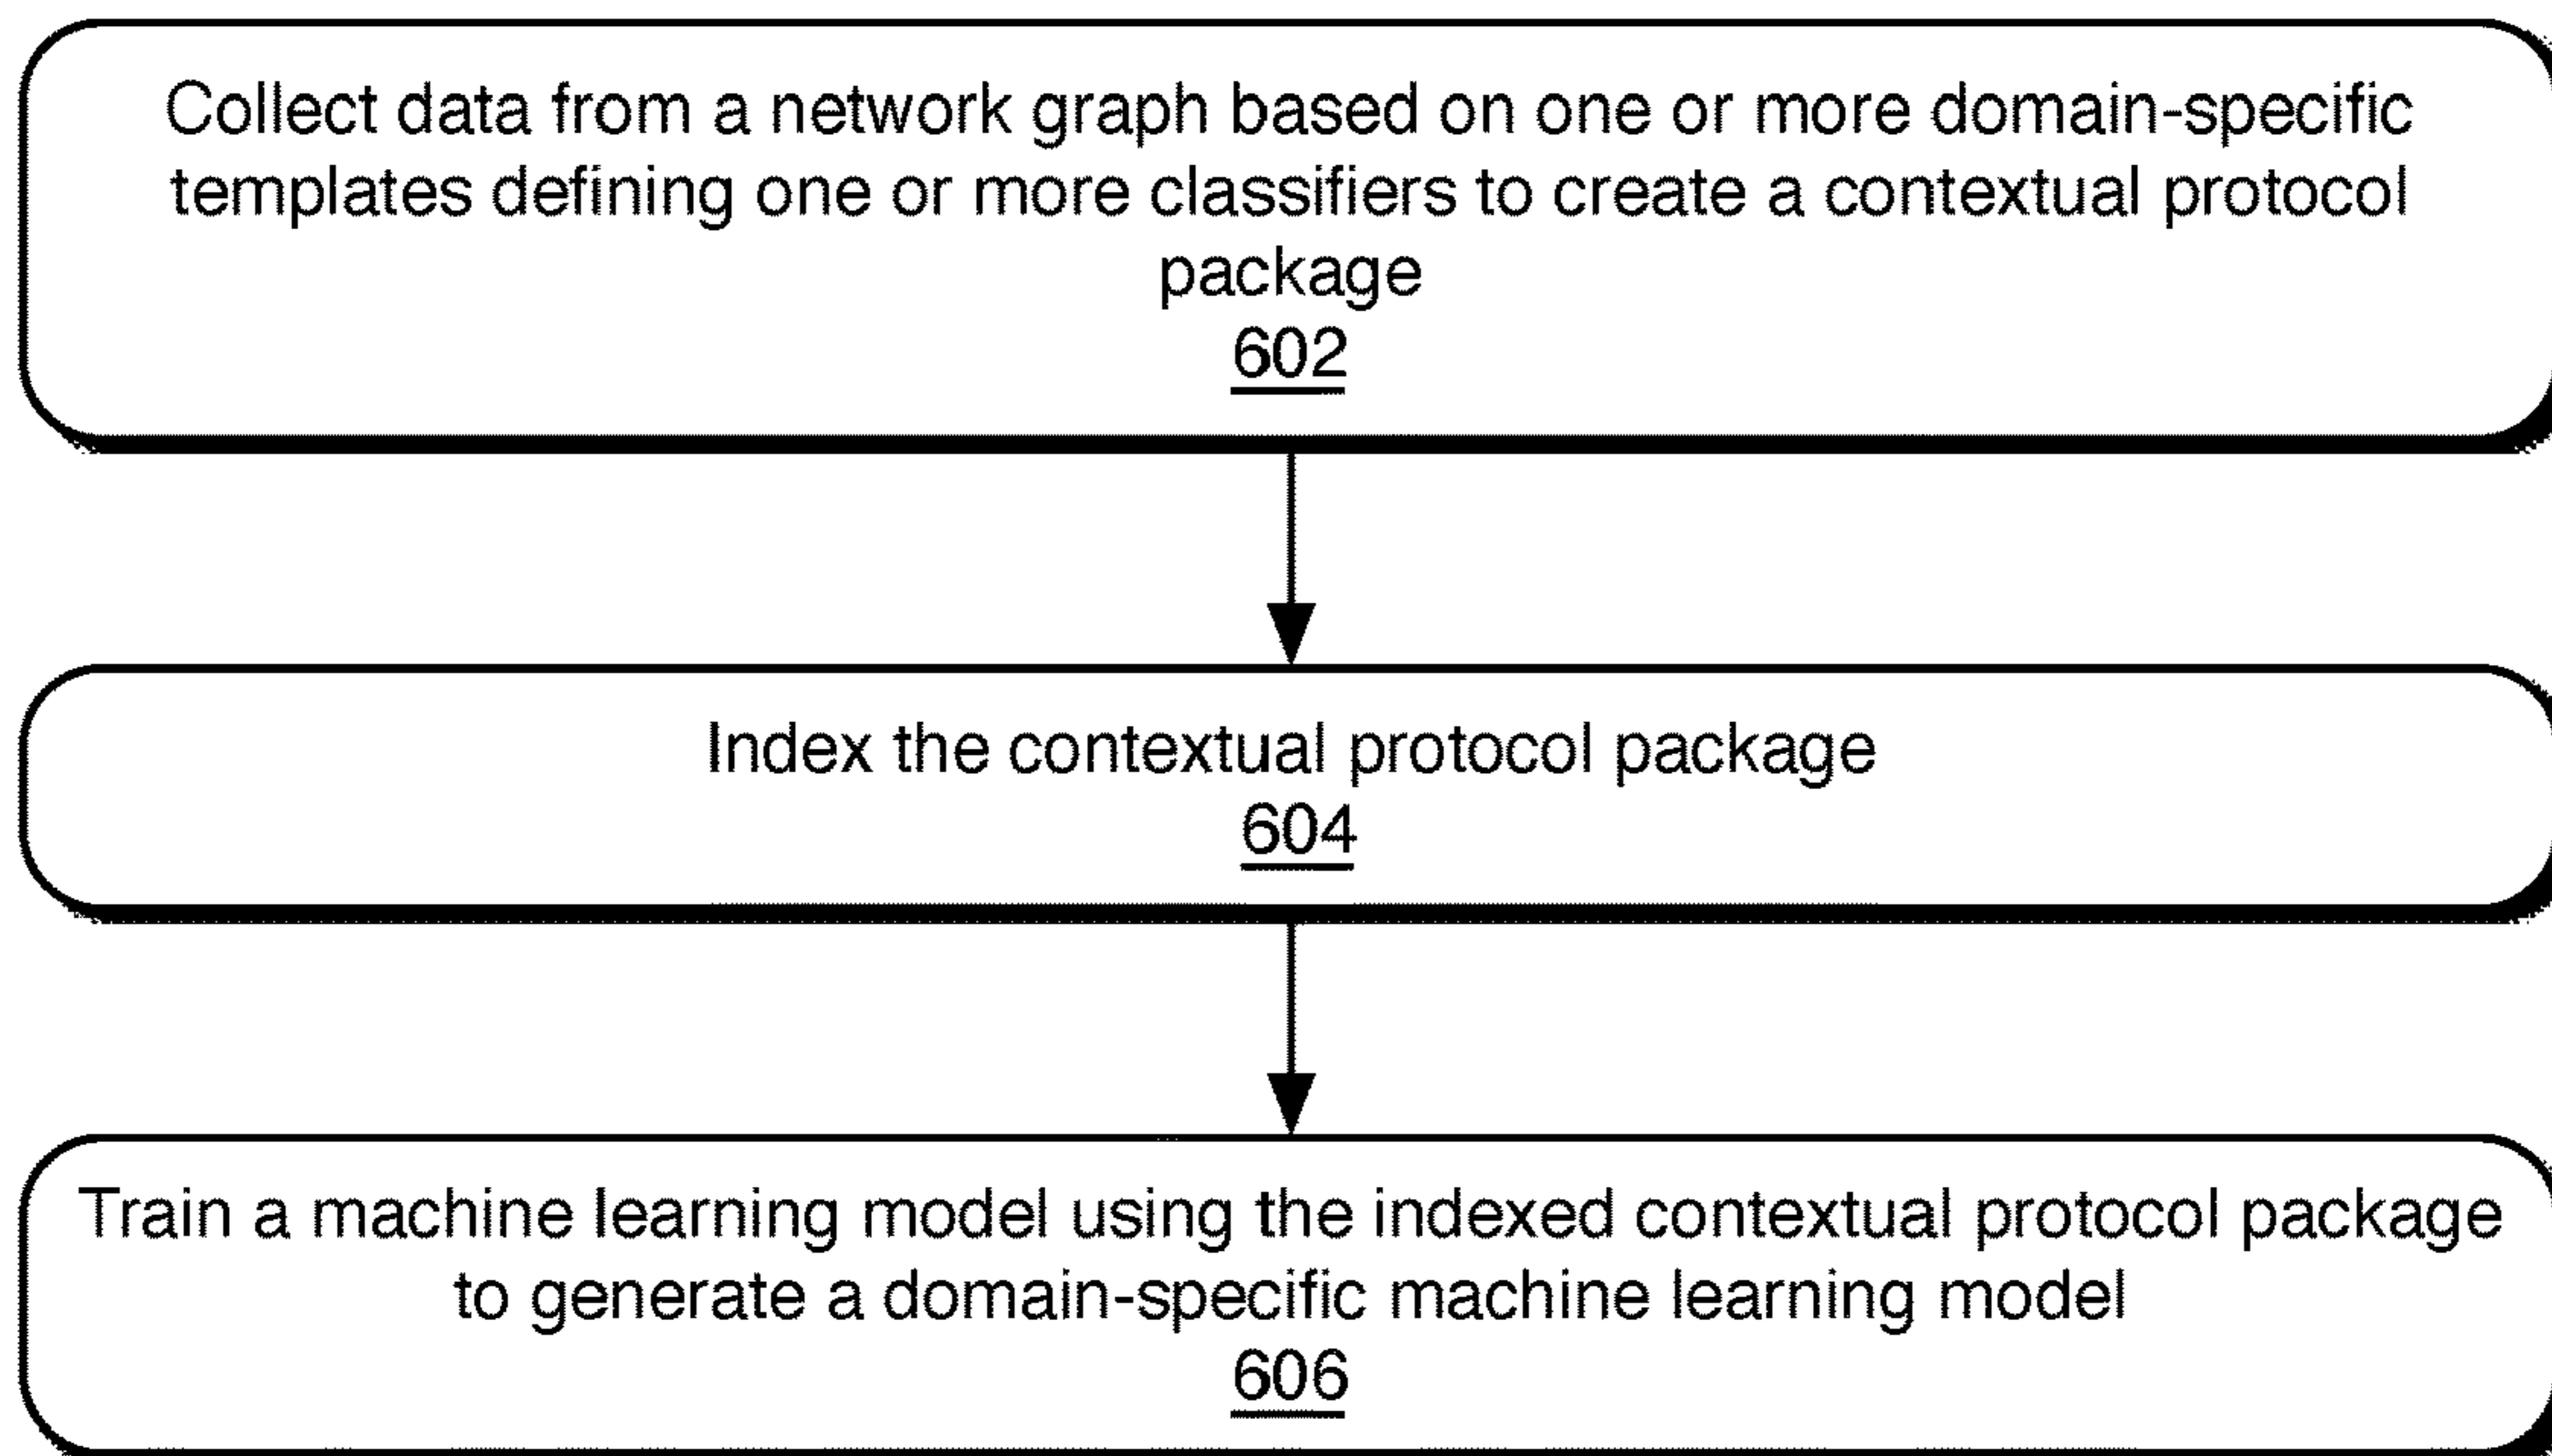 Collect data from a network graph based on one or more domain-specific
templates defining one or more classifiers to create a contextual protocol
package
602
Index the contextual protocol package
604
Train a machine learning model using the indexed contextual protocol package
to generate a domain-specific machine learning model
606